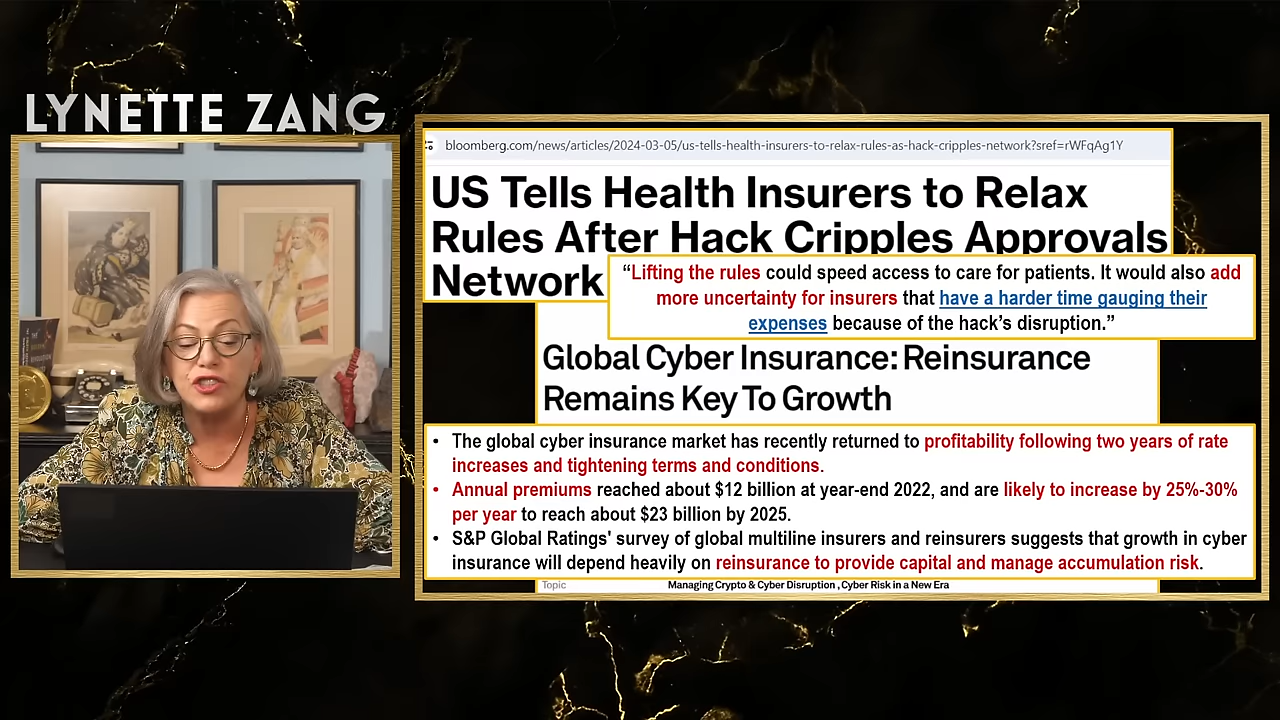 LYNETTE ZANG
bloomberg.com/news/articles/2024-03-05/us-tells-health-insurers-to-relax-rules-as-hack-cripples-network?sref=rWFqAg1Y
US Tells Health Insurers to Relax
Rules After Hack Cripples Approvals
Network
“Lifting the rules could speed access to care for patients. It would also add
more uncertainty for insurers that have a harder time gauging their
expenses because of the hack’s disruption.”
Global Cyber Insurance: Reinsurance
Remains Key To Growth
• The global cyber insurance market has recently returned to profitability following two years of rate
increases and tightening terms and conditions.
• Annual premiums reached about $12 billion at year-end 2022, and are likely to increase by 25%-30%
per year to reach about $23 billion by 2025.
• S&P Global Ratings' survey of global multiline insurers and reinsurers suggests that growth in cyber
insurance will depend heavily on reinsurance to provide capital and manage accumulation risk.
Topic Managing Crypto & Cyber Disruption , Cyber Risk in a New Era